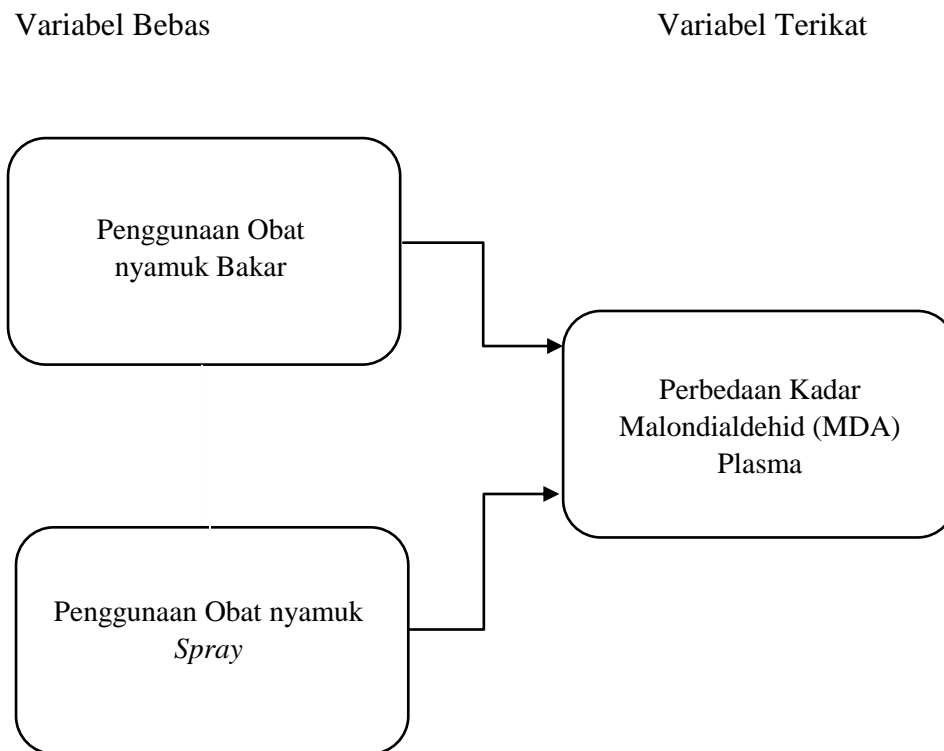 Variabel Bebas
Variabel Terikat
Penggunaan Obat
nyamuk Bakar
Perbedaan Kadar
Malondialdehid (MDA)
Plasma
Penggunaan Obat nyamuk
Spray